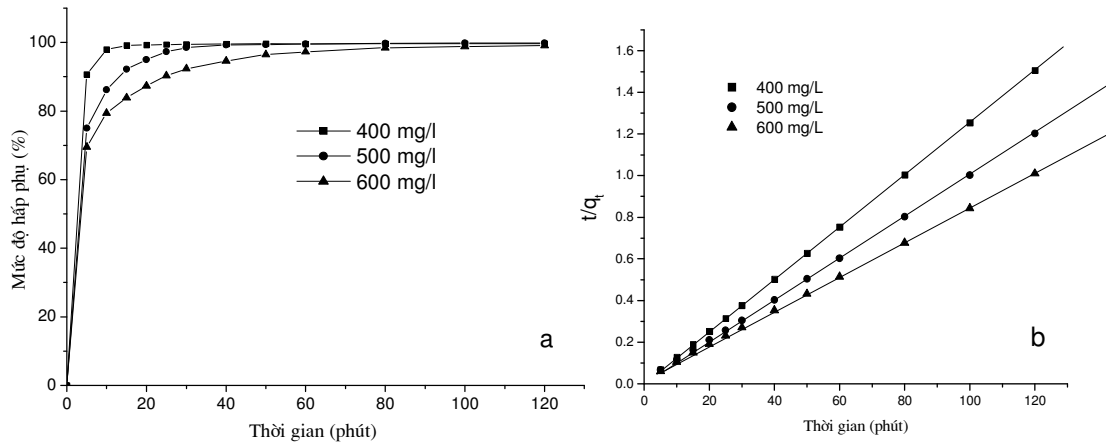 100
80
60
40
20
0
Mức độ hấp phụ (%)
400 mg/l
500 mg/l
600 mg/l
a
0 20 40 60 80 100 120
Thời gian (phút)
1.6
1.4
1.2
1.0
0.8
0.6
0.4
0.2
0.0
t/qt
400 mg/L
500 mg/L
600 mg/L
b
0 20 40 60 80 100 120
Thời gian (phút)